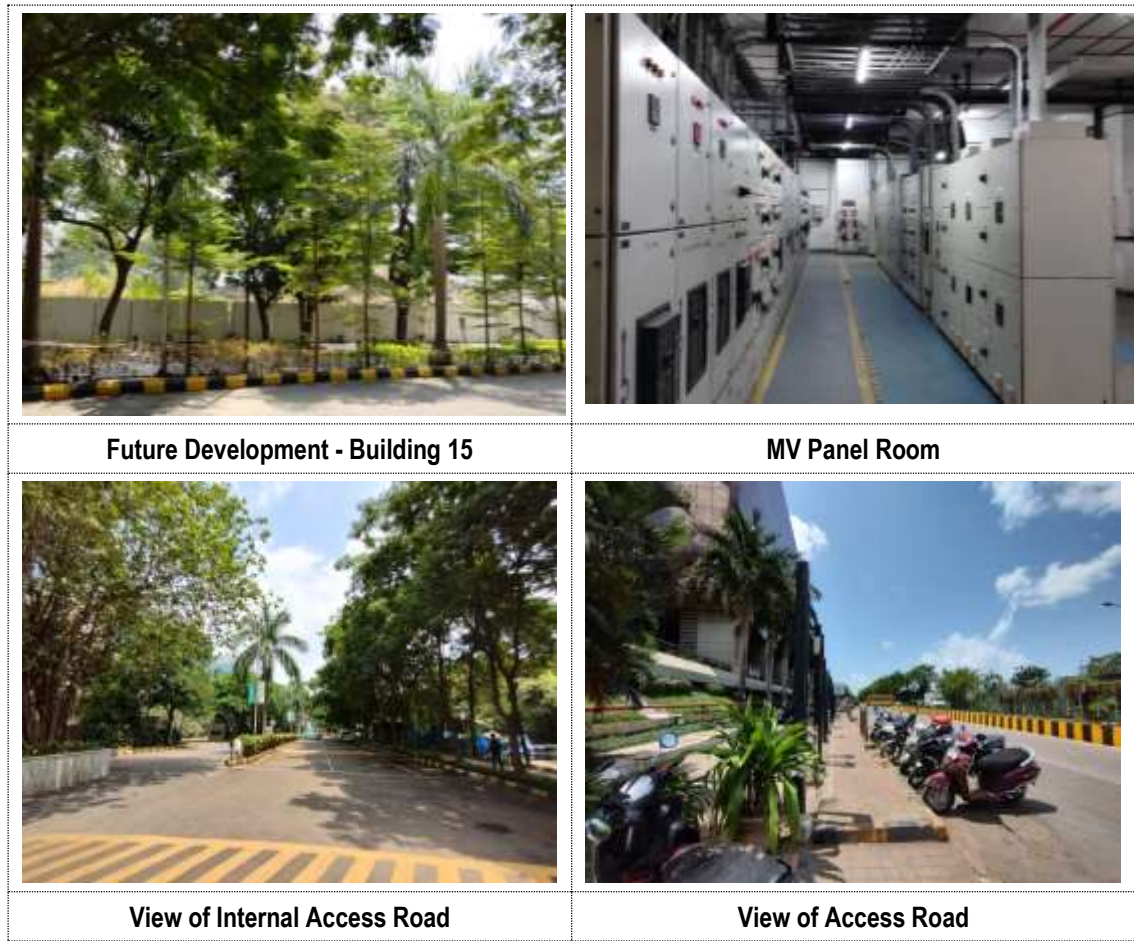 Future Development - Building 15
MV Panel Room
View of Internal Access Road
View of Access Road